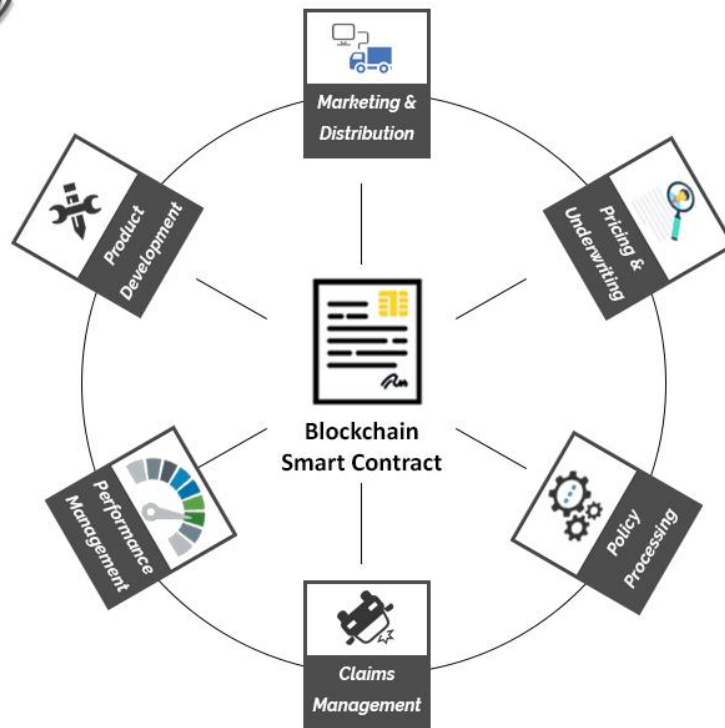 Marketing &
Distribution
Pricing &
Underwriting
Policy
Processing
Claims
Management
Performance
Management
Product
Development
Blockchain
Smart Contract